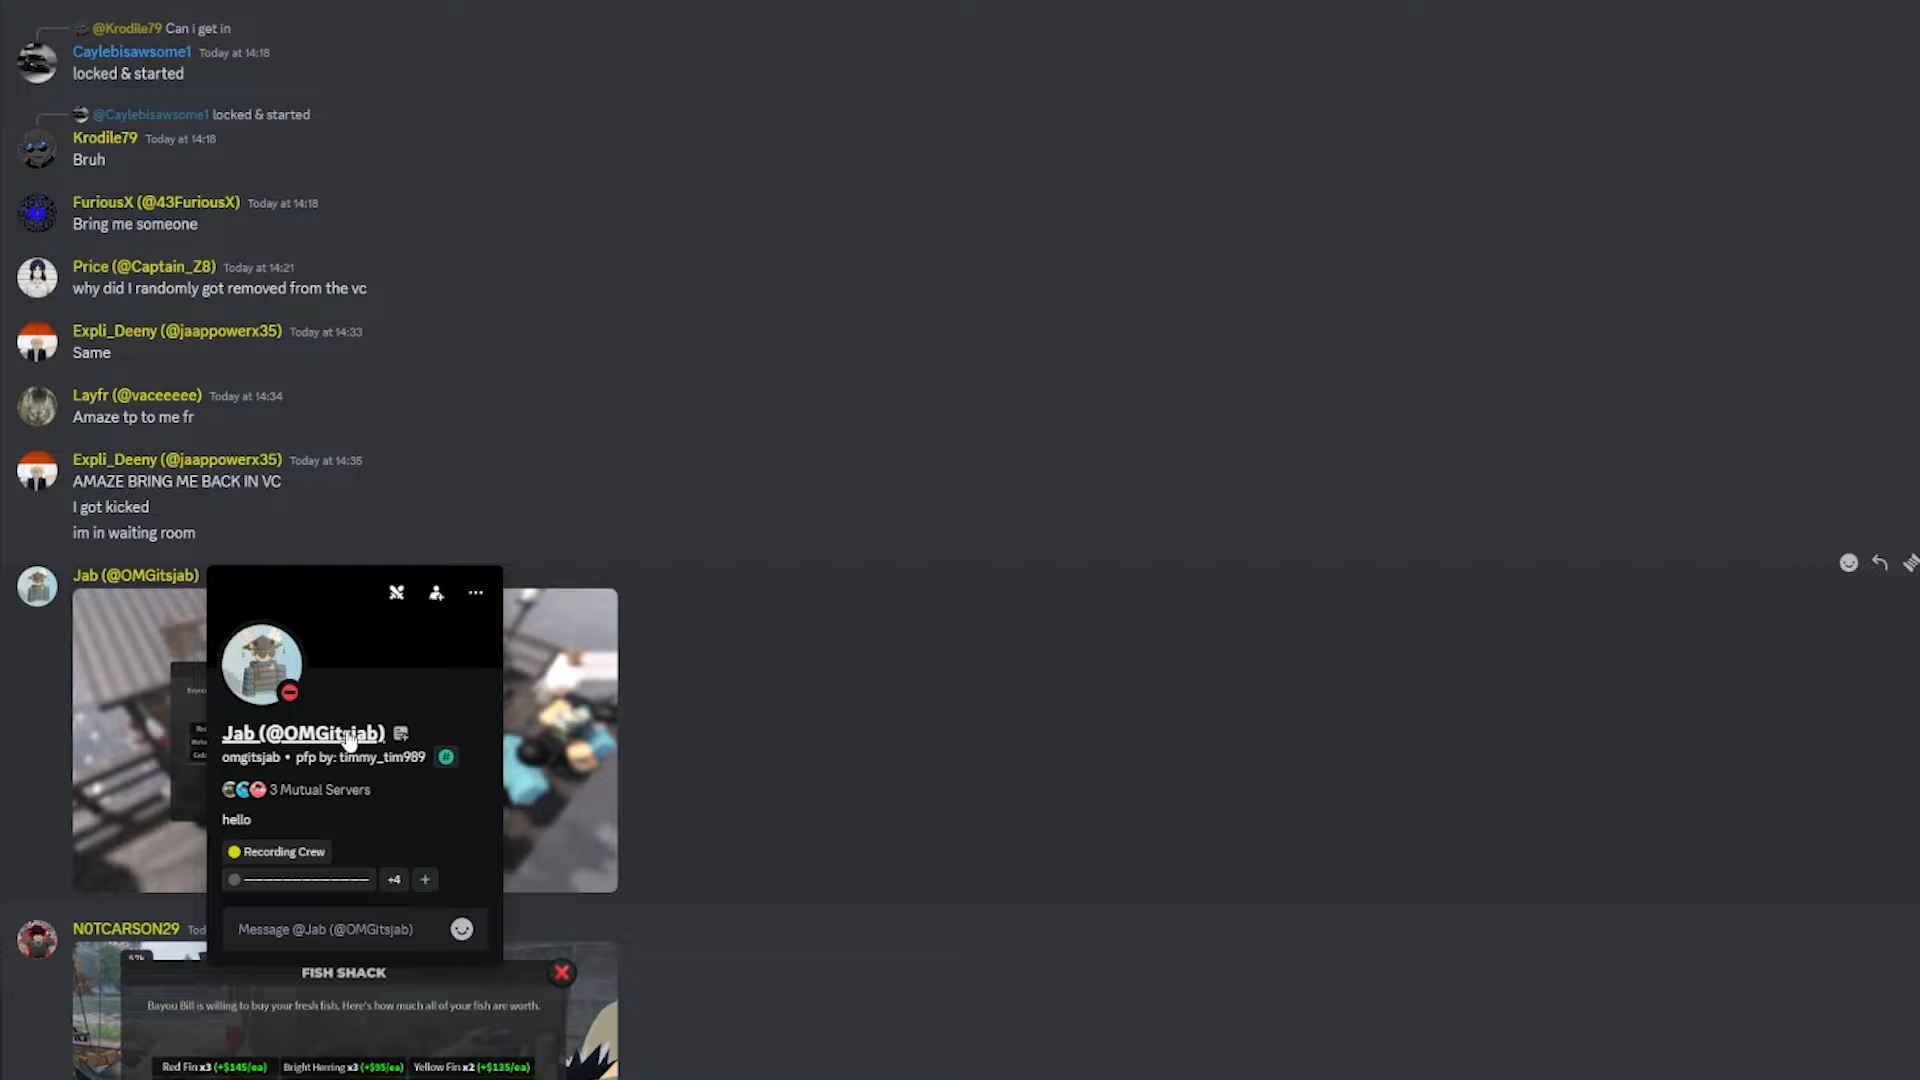 @Krodile79 Can i get in
Caylebisawsome1 Today at 14:18
locked & started
@Caylebisawsome1 locked & started
Krodile79 Today at 14:18
Bruh
FuriousX (@43FuriousX) Today at 14:18
Bring me someone
Price (@Captain_Z8) Today at 14:21
why did I randomly got removed from the vc
Expli_Deeny (@jaappowerx35) Today at 14:33
Same
Layfr (@vaceeeee) Today at 14:34
Amaze tp to me fr
Expli_Deeny (@jaappowerx35) Today at 14:35
AMAZE BRING ME BACK IN VC
I got kicked
im in waiting room
Jab (@OMGitsjab)
Jab (@OMGitsjab)
omgitsjab • pfp by: timmy_tim989
3 Mutual Servers
hello
Recording Crew
+4 +
Message @Jab (@OMGitsjab)
N0TCARSON29 Tod
FISH SHACK
Bayou Bill is willing to buy your fresh fish. Here's how much all of your fish are worth.
Red Fin x3 (+$145/ea) Bright Herring x3 (+$95/ea) Yellow Fin x2 (+$135/ea)